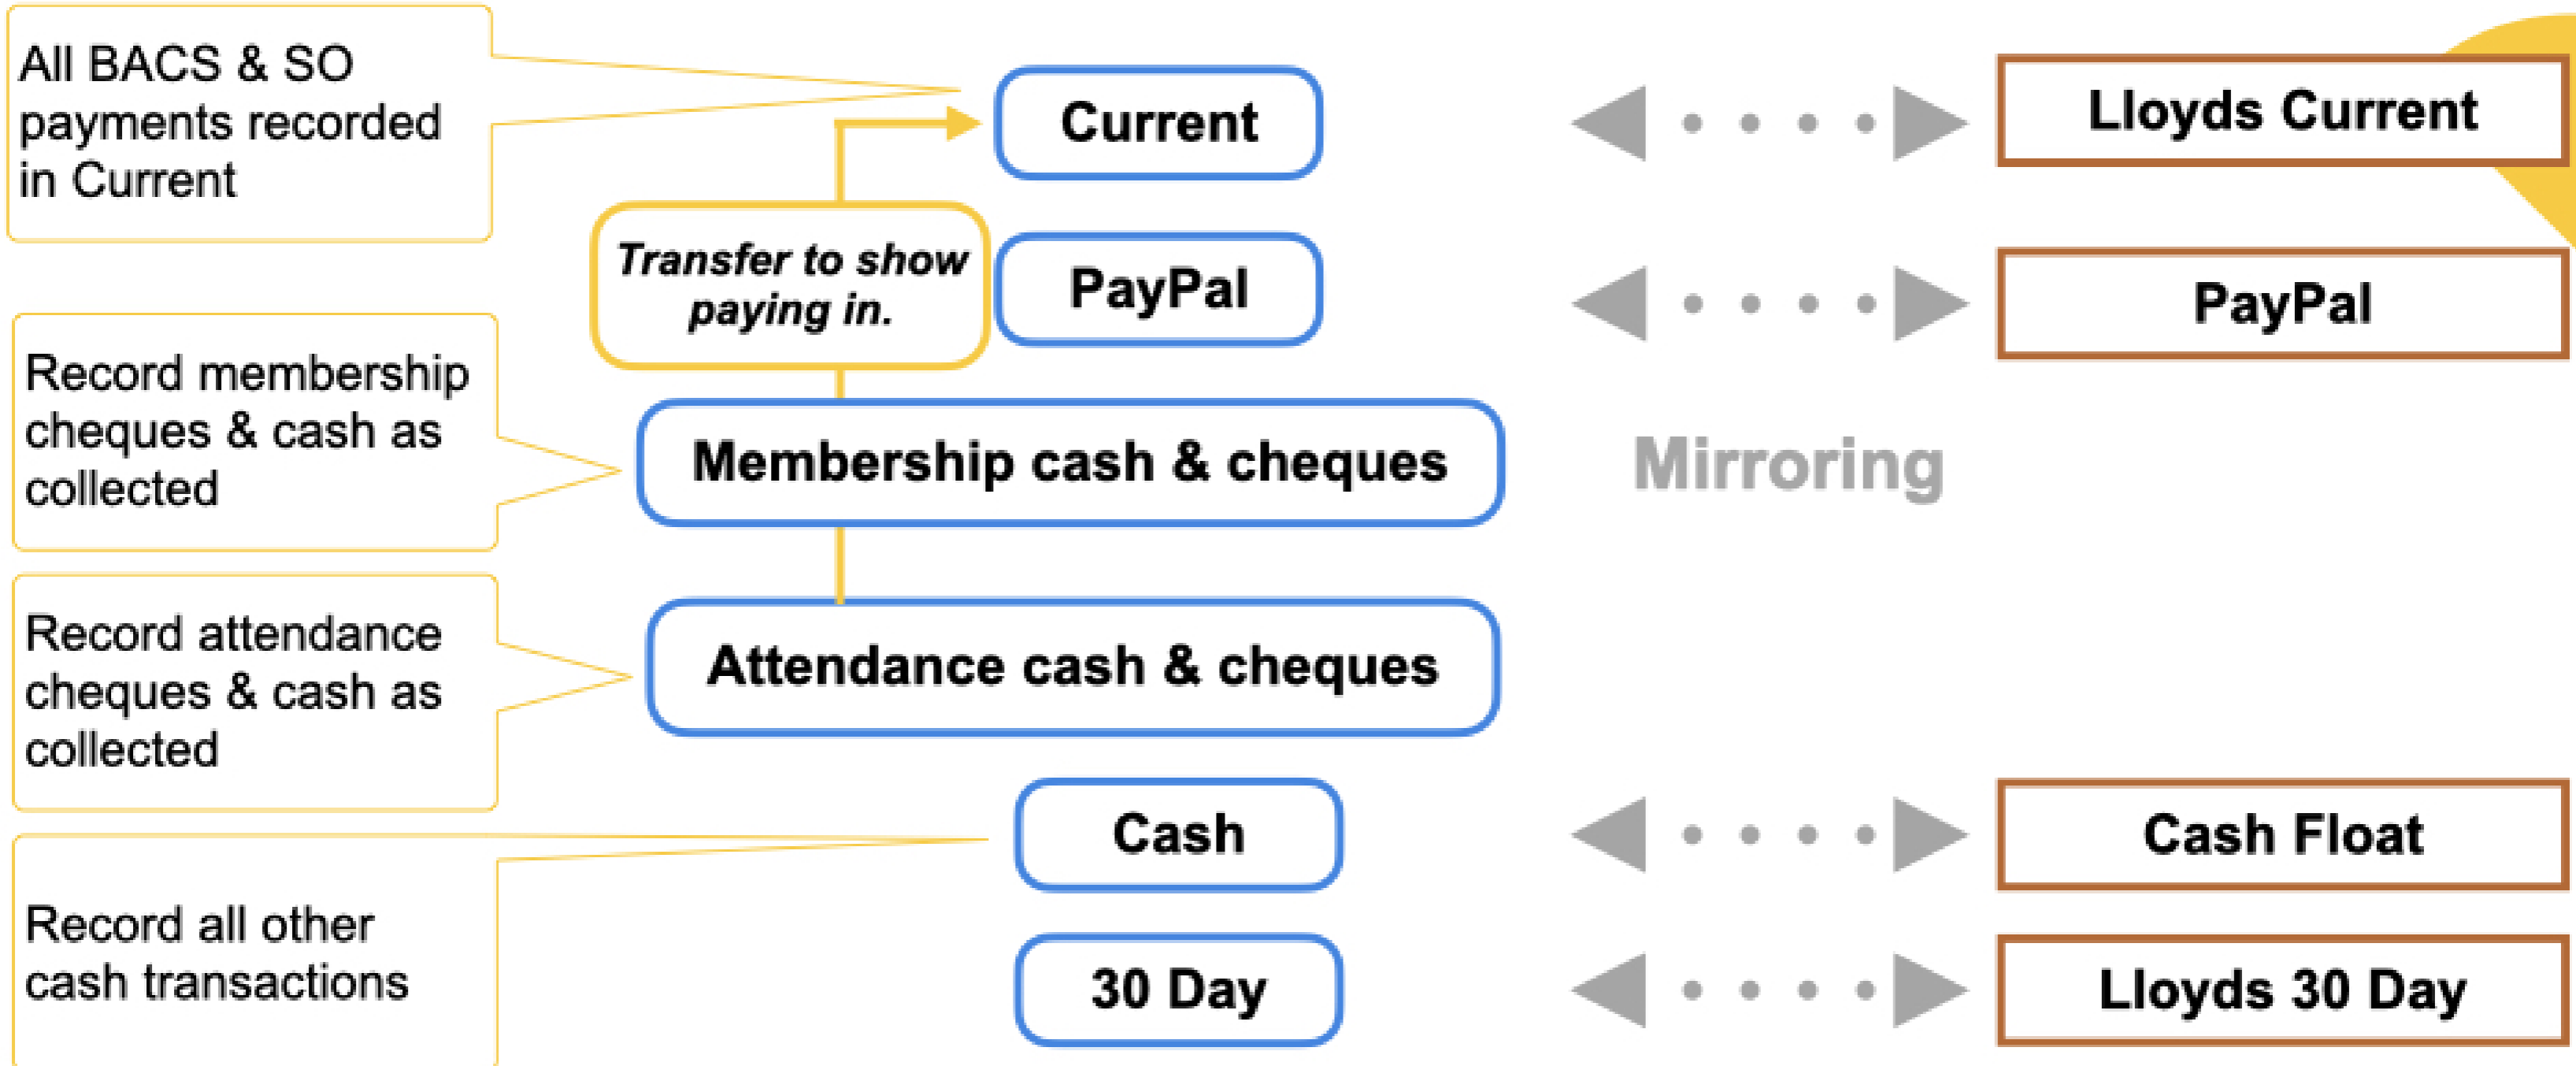 All BACS & SO
payments recorded
in Current
Current
Lloyds Current
Transfer to show
paying in.
PayPal
PayPal
Record membership
cheques & cash as
collected
Membership cash & cheques
Mirroring
Record attendance
cheques & cash as
collected
Attendance cash & cheques
Cash
Cash Float
Record all other
cash transactions
30 Day
Lloyds 30 Day